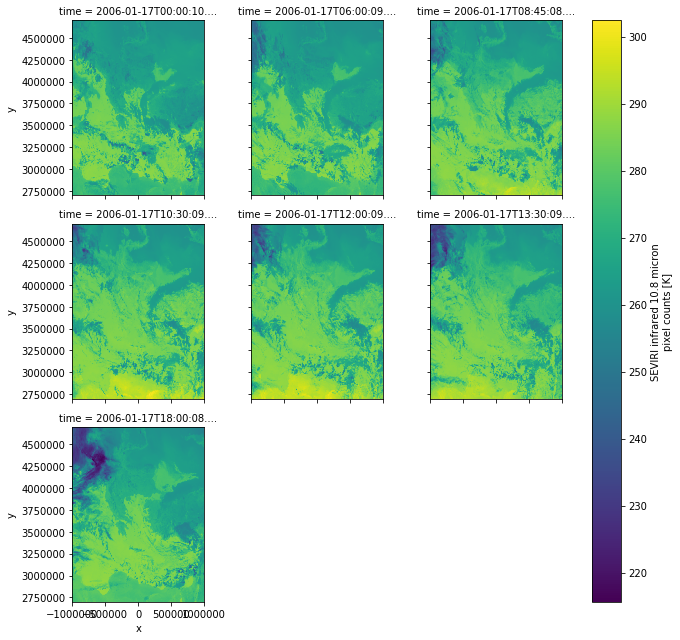 time = 2006-01-17T00:00:10....
time = 2006-01-17T06:00:09....
time = 2006-01-17T08:45:08....
4500000
4250000
4000000
3750000
3500000
3250000
3000000
2750000
y
time = 2006-01-17T10:30:09....
time = 2006-01-17T12:00:09....
time = 2006-01-17T13:30:09....
4500000
4250000
4000000
3750000
3500000
3250000
3000000
2750000
y
time = 2006-01-17T18:00:08....
4500000
4250000
4000000
3750000
3500000
3250000
3000000
2750000
y
−1000000
−500000
0
500000
1000000
x
300
290
280
270
260
250
240
230
220
SEVIRI infrared 10.8 micron
pixel counts [K]